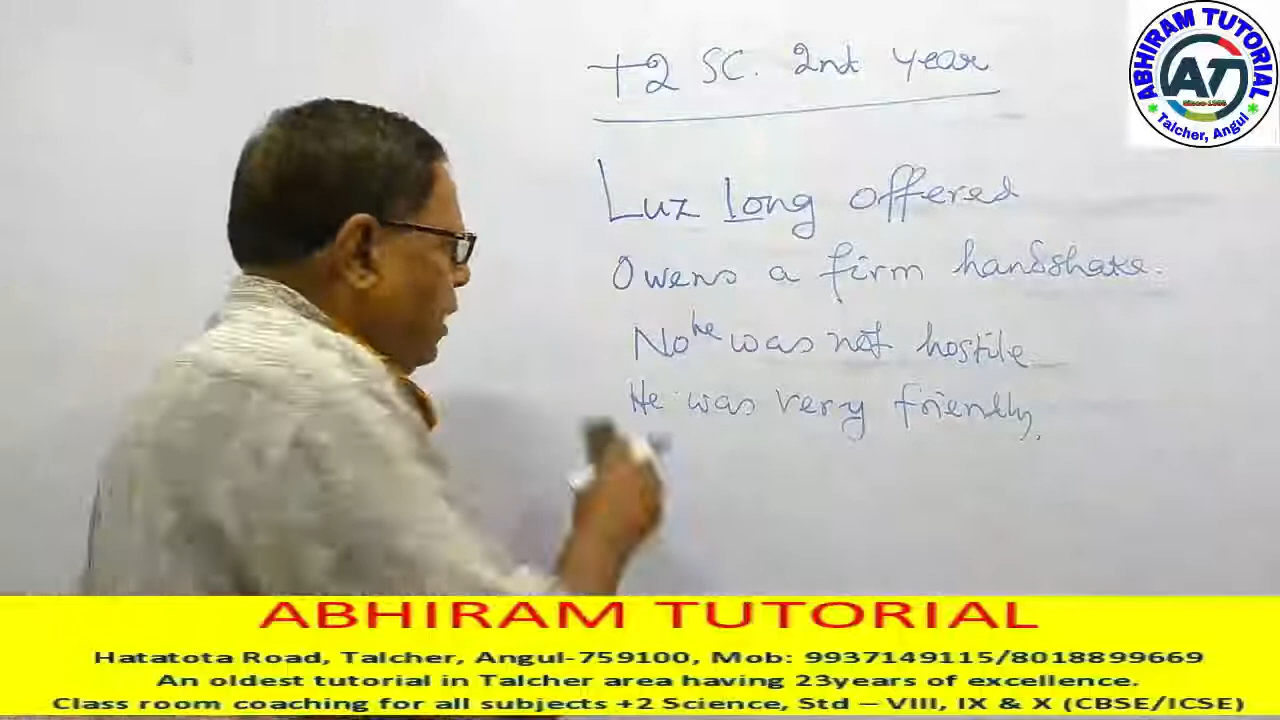 +2 SC. 2nd year
Luz Long offered
Owens a firm handshake.
No he was not hostile
He was very friendly.
ABHIRAM TUTORIAL
AT
Since-1998
Talcher, Angul
ABHIRAM TUTORIAL
Hatatota Road, Talcher, Angul-759100, Mob: 9937149115/8018899669
An oldest tutorial in Talcher area having 23years of excellence.
Class room coaching for all subjects +2 Science, Std – VIII, IX & X (CBSE/ICSE)